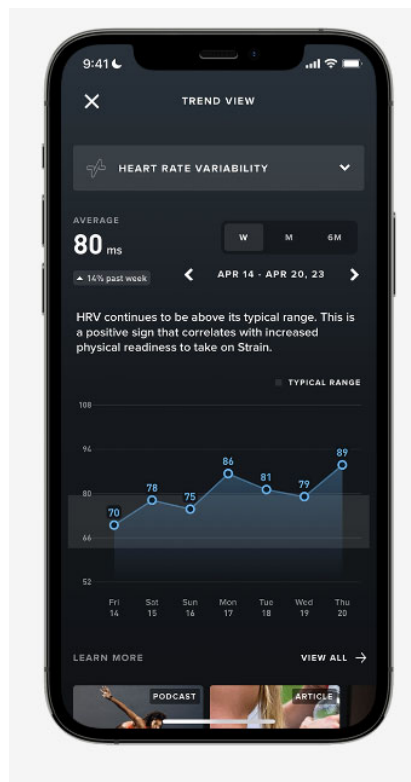 9:41
TREND VIEW
HEART RATE VARIABILITY
AVERAGE
80 ms
W M 6M
14% past week
APR 14 - APR 20, 23
HRV continues to be above its typical range. This is
a positive sign that correlates with increased
physical readiness to take on Strain.
TYPICAL RANGE
108
94
89
86
81
80
78
79
75
70
66
52
Fri Sat Sun Mon Tue Wed Thu
14 15 16 17 18 19 20
LEARN MORE
VIEW ALL →
PODCAST
ARTICLE